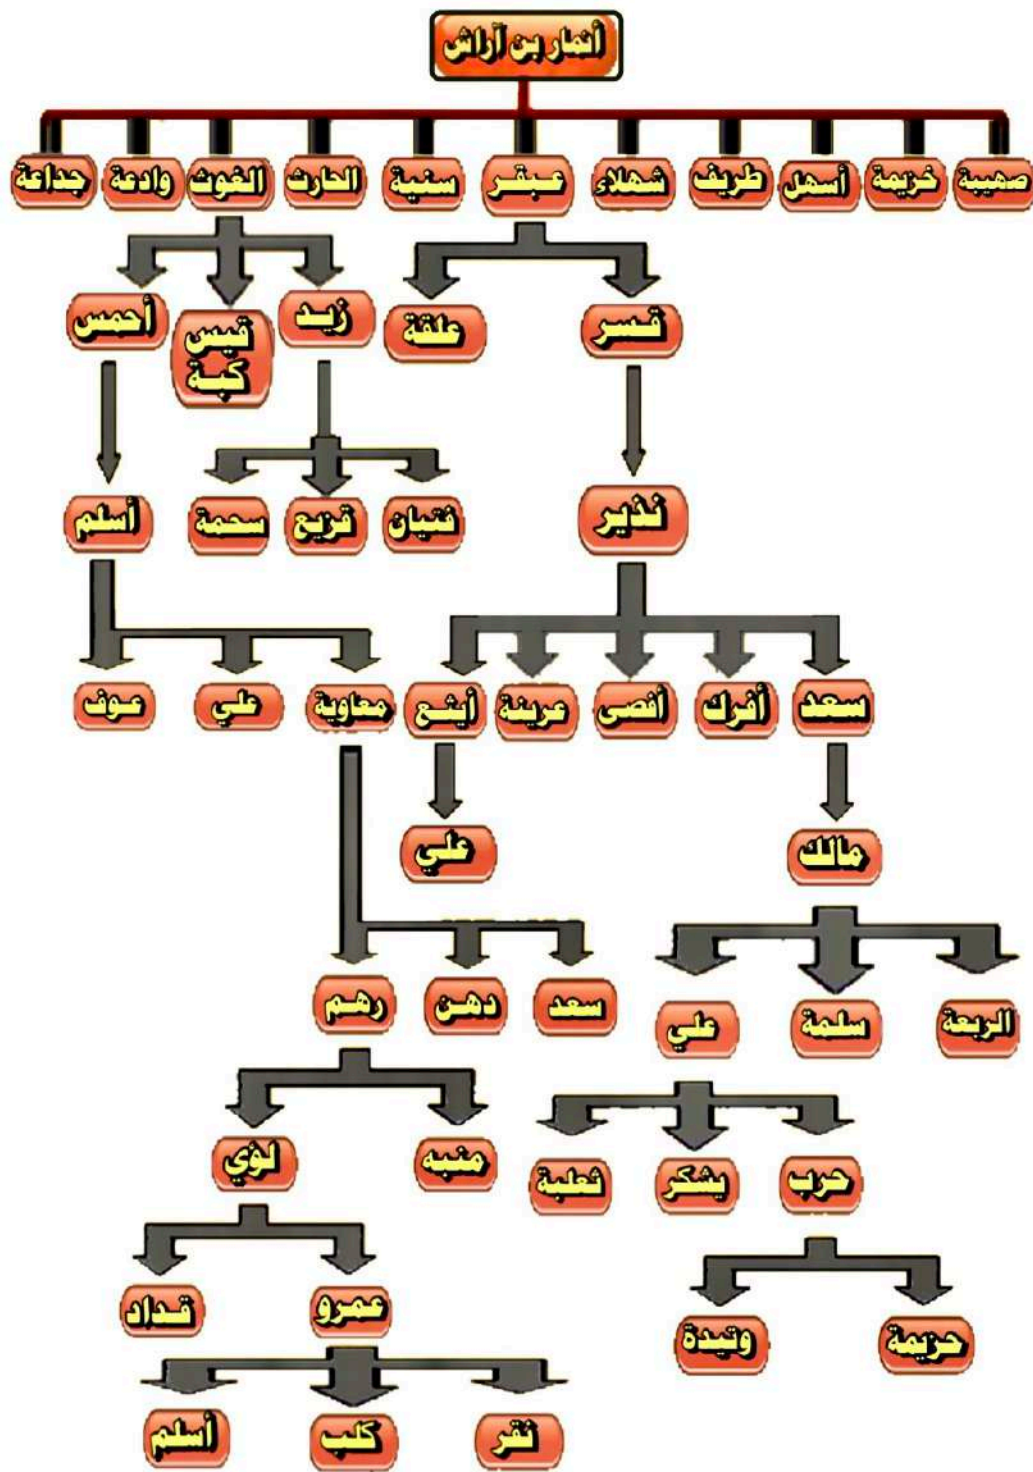 أنمار بن آراش
صهيبة خزيمة أسهل طريف شهلاء عبقر سنية الحارث الغوث وادعة جداعة
قسر علقة زيد قيس كبة أحمس
نذير فتيان قزيع سحمة أسلم
سعد أفرك أفصى عرينة أيثع معاوية علي عوف
مالك علي
الربعة سلمة علي سعد دهن رهم
حرب يشكر ثعلبة منبه لؤي
حزيمة وتيدة عمرو قداد
نقر كلب أسلم